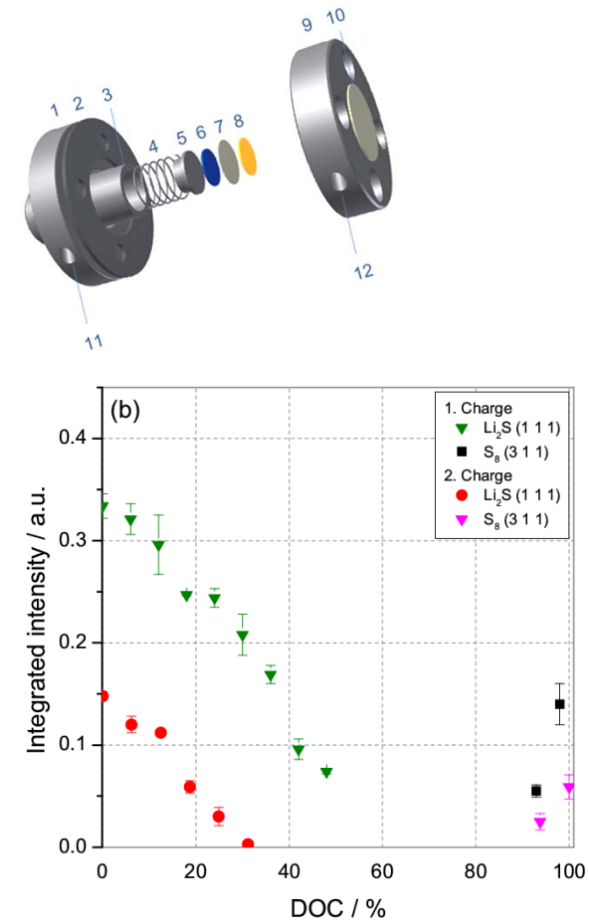 9 10
1 2 3
4 5 6 7 8
12
11
(b)
1. Charge
Li₂S (1 1 1)
S₈ (3 1 1)
2. Charge
Li₂S (1 1 1)
S₈ (3 1 1)
Integrated intensity / a.u.
0.4
0.3
0.2
0.1
0.0
0 20 40 60 80 100
DOC / %